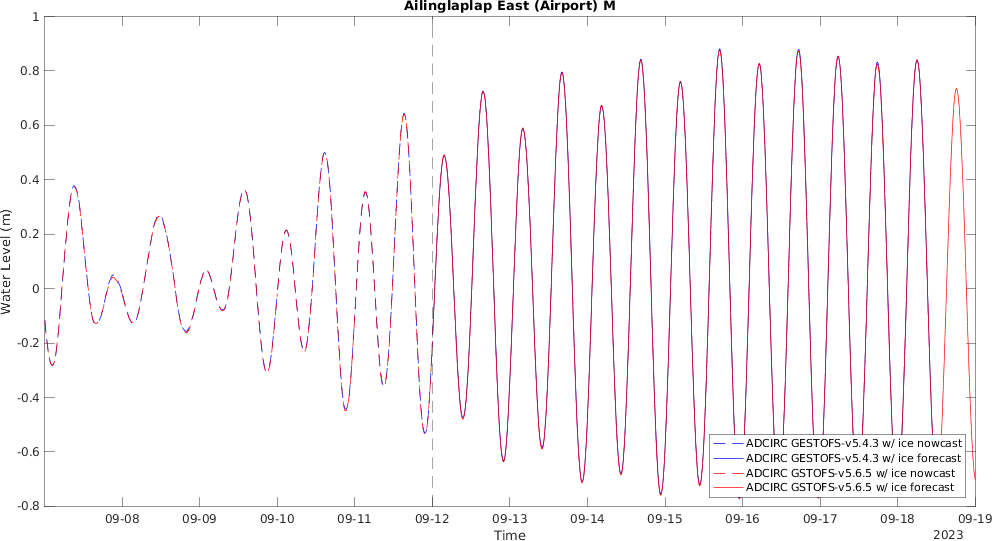 Ailinglaplap East (Airport) M
1
0.8
0.6
0.4
0.2
0
-0.2
-0.4
-0.6
-0.8
Water Level (m)
ADCIRC GESTOFS-v5.4.3 w/ ice nowcast
ADCIRC GESTOFS-v5.4.3 w/ ice forecast
ADCIRC GSTOFS-v5.6.5 w/ ice nowcast
ADCIRC GSTOFS-v5.6.5 w/ ice forecast
09-08 09-09 09-10 09-11 09-12 09-13 09-14 09-15 09-16 09-17 09-18 09-19
Time
2023